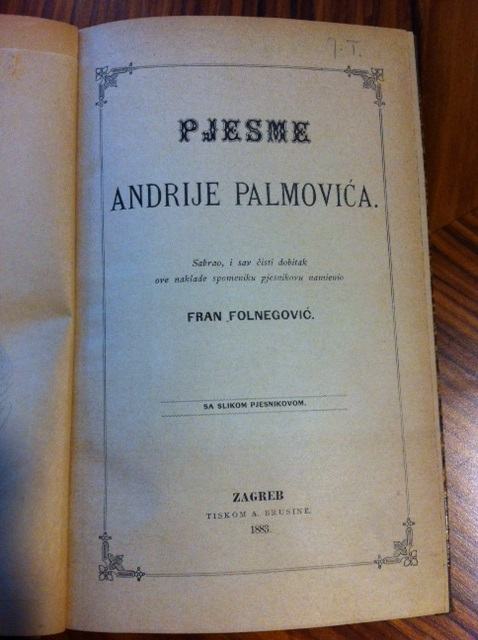 J. T.
PJESME
ANDRIJE PALMOVIĆA.
Sabrao, i sav čisti dobitak
ove naklade spomeniku pjesnikovu namienio
FRAN FOLNEGOVIĆ.
SA SLIKOM PJESNIKOVOM.
ZAGREB
TISKOM A. BRUSINE.
1883.